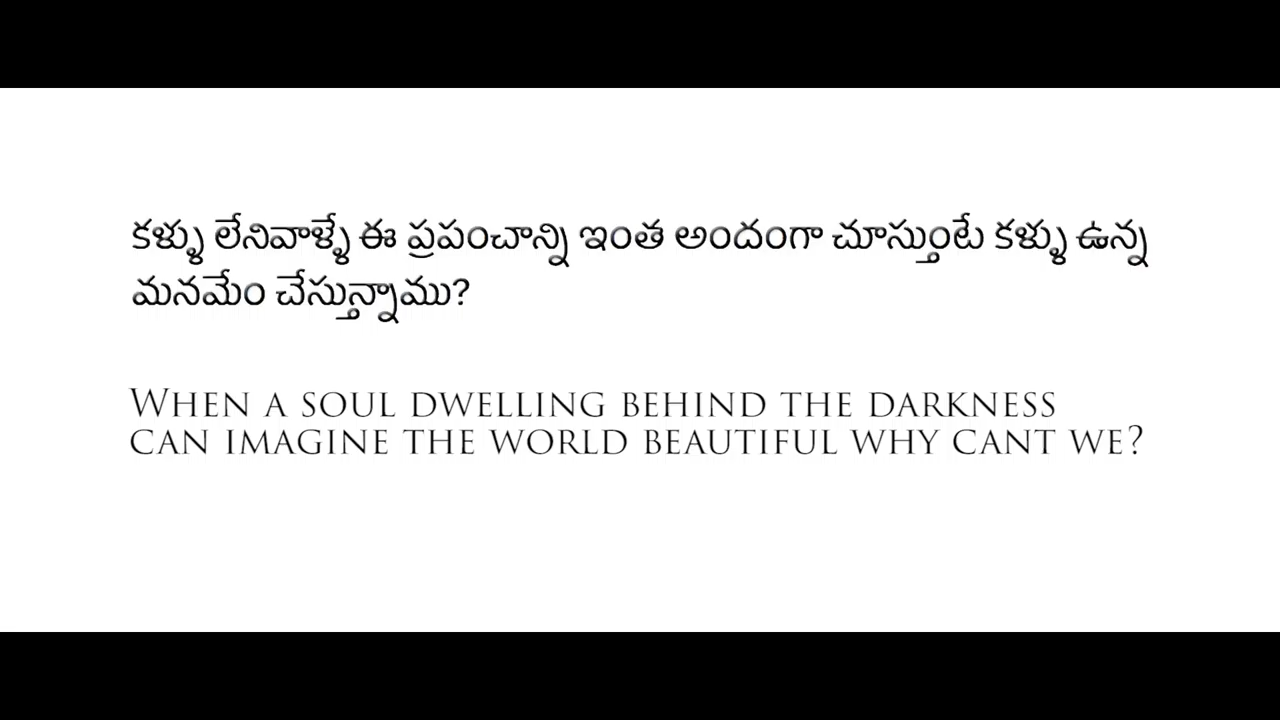 కళ్ళు లేనివాళ్ళే ఈ ప్రపంచాన్ని ఇంత అందంగా చూస్తుంటే కళ్ళు ఉన్న
మనమేం చేస్తున్నాము?
WHEN A SOUL DWELLING BEHIND THE DARKNESS
CAN IMAGINE THE WORLD BEAUTIFUL WHY CANT WE?